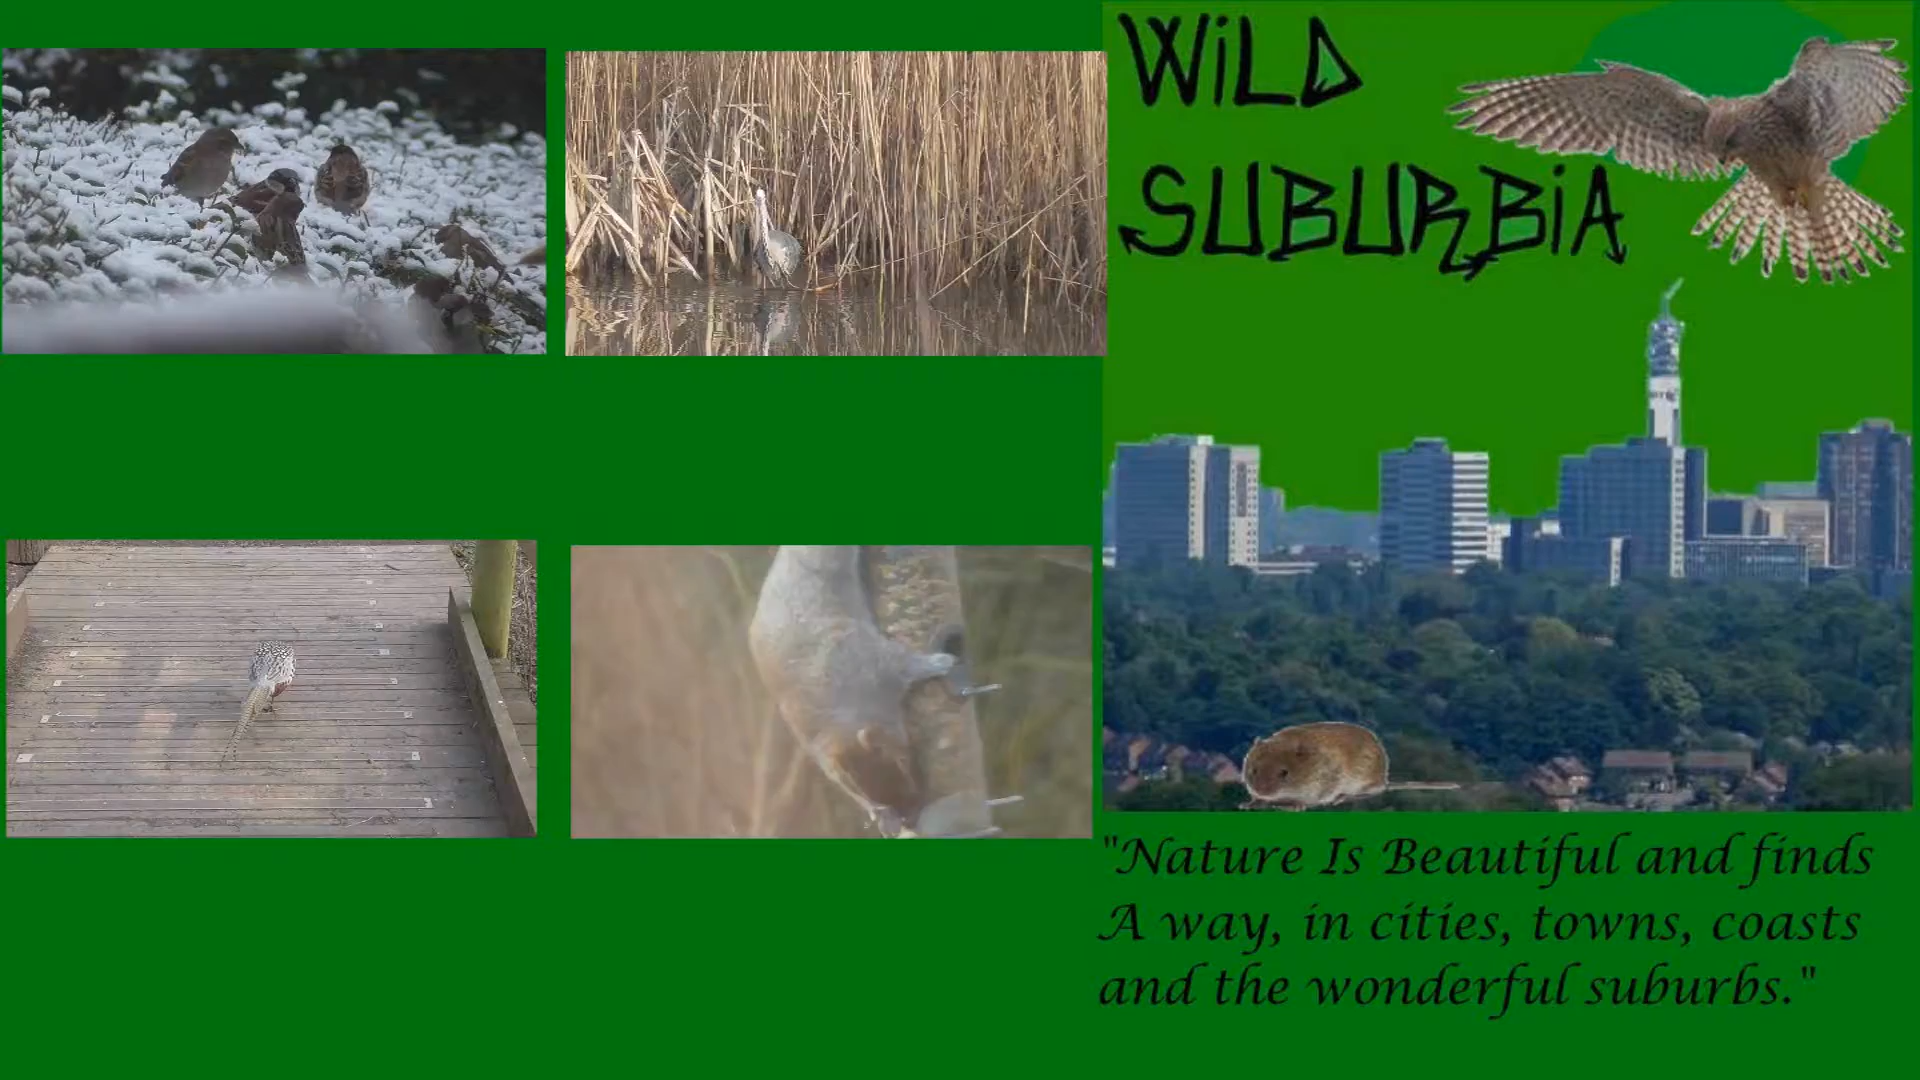 WiLD
SUBURBiA
"Nature Is Beautiful and finds
A way, in cities, towns, coasts
and the wonderful suburbs."